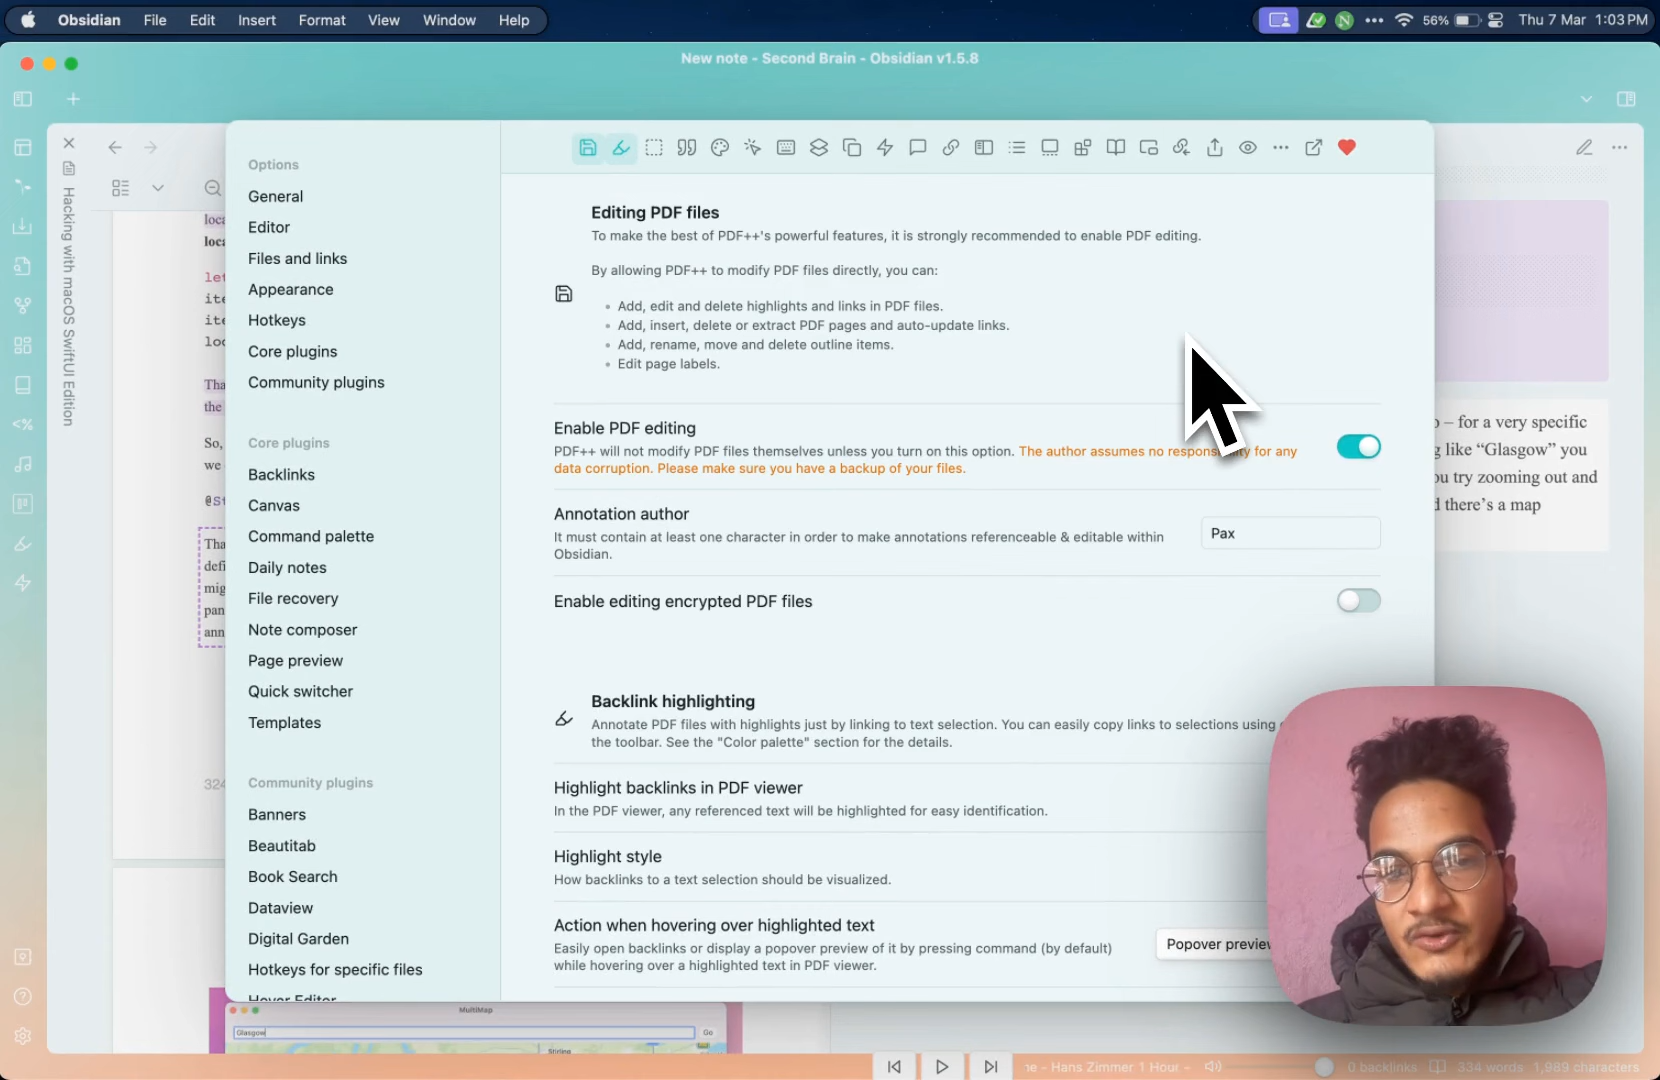 Obsidian File Edit Insert Format View Window Help
56% Thu 7 Mar 1:03 PM
New note - Second Brain - Obsidian v1.5.8
Hacking with macOS SwiftUI Edition
Options
General
Editor
Files and links
Appearance
Hotkeys
Core plugins
Community plugins
Core plugins
Backlinks
Canvas
Command palette
Daily notes
File recovery
Note composer
Page preview
Quick switcher
Templates
Community plugins
Banners
Beautitab
Book Search
Dataview
Digital Garden
Hotkeys for specific files
Hover Editor
Editing PDF files
To make the best of PDF++'s powerful features, it is strongly recommended to enable PDF editing.
By allowing PDF++ to modify PDF files directly, you can:
Add, edit and delete highlights and links in PDF files.
Add, insert, delete or extract PDF pages and auto-update links.
Add, rename, move and delete outline items.
Edit page labels.
Enable PDF editing
PDF++ will not modify PDF files themselves unless you turn on this option. The author assumes no responsibility for any
data corruption. Please make sure you have a backup of your files.
Annotation author
It must contain at least one character in order to make annotations referenceable & editable within
Obsidian.
Pax
Enable editing encrypted PDF files
Backlink highlighting
Annotate PDF files with highlights just by linking to text selection. You can easily copy links to selections using
the toolbar. See the "Color palette" section for the details.
Highlight backlinks in PDF viewer
In the PDF viewer, any referenced text will be highlighted for easy identification.
Highlight style
How backlinks to a text selection should be visualized.
Action when hovering over highlighted text
Easily open backlinks or display a popover preview of it by pressing command (by default)
while hovering over a highlighted text in PDF viewer.
Popover preview
– for a very specific
like “Glasgow” you
try zooming out and
there’s a map
So,
we
324
MultiMap
Glasgow
Go
Stirling
- Hans Zimmer 1 Hour -
0 backlinks 334 words 1,989 characters